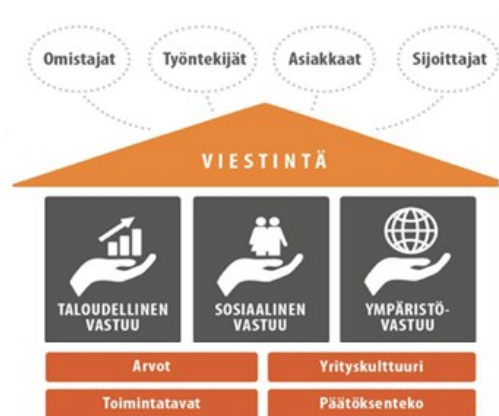 Omistajat
Työntekijät
Asiakkaat
Sijoittajat
VIESTINTÄ
TALOUDELLINEN
VASTUU
SOSIAALINEN
VASTUU
YMPÄRISTÖ-
VASTUU
Arvot
Yrityskulttuuri
Toimintatavat
Päätöksenteko